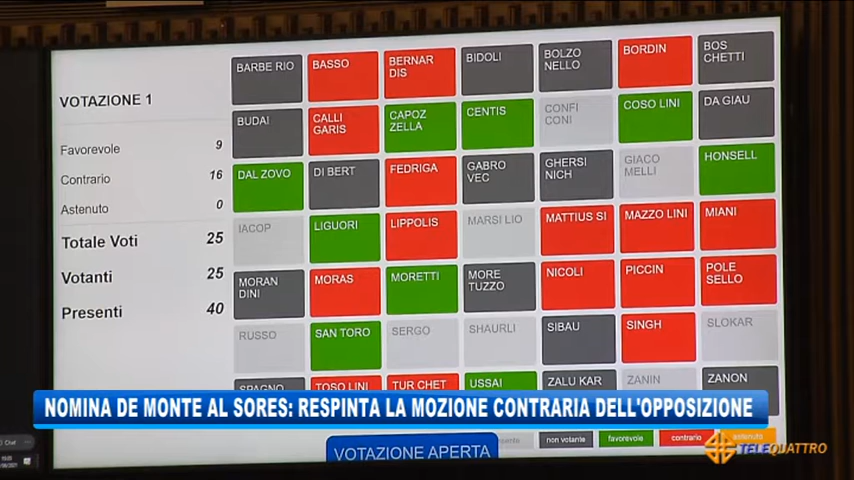 VOTAZIONE 1
Favorevole 9
Contrario 16
Astenuto 0
Totale Voti 25
Votanti 25
Presenti 40
BARBE RIO
BASSO
BERNAR
DIS
BIDOLI
BOLZO
NELLO
BORDIN
BOS
CHETTI
BUDAI
CALLI
GARIS
CAPOZ
ZELLA
CENTIS
CONFI
CONI
COSO LINI
DA GIAU
DAL ZOVO
DI BERT
FEDRIGA
GABRO
VEC
GHERSI
NICH
GIACO
MELLI
HONSELL
IACOP
LIGUORI
LIPPOLIS
MARSI LIO
MATTIUS SI
MAZZO LINI
MIANI
MORAN
DINI
MORAS
MORETTI
MORE
TUZZO
NICOLI
PICCIN
POLE
SELLO
RUSSO
SAN TORO
SERGO
SHAURLI
SIBAU
SINGH
SLOKAR
SPAGNO
TOSO LINI
TUR CHET
USSAI
ZALU KAR
ZANIN
ZANON
NOMINA DE MONTE AL SORES: RESPINTA LA MOZIONE CONTRARIA DELL'OPPOSIZIONE
VOTAZIONE APERTA
non votante
favorevole
contrario
astenuto
TELEQUATTRO
Chat